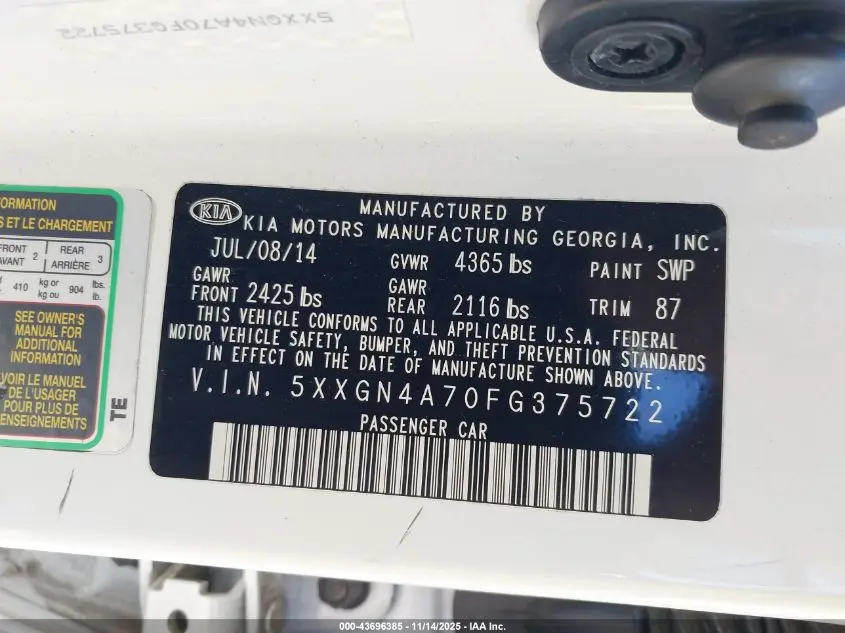 5XXGN4A70FG375722
FORMATION
S ET LE CHARGEMENT
FRONT
AVANT 2
REAR
ARRIÈRE 3
410 kg or
kg ou 904 lbs.
lb.
SEE OWNER'S
MANUAL FOR
ADDITIONAL
INFORMATION
VOIR LE MANUEL
DE L'USAGER
POUR PLUS DE
ENSEIGNEMENTS
TE
KIA
MANUFACTURED BY
KIA MOTORS MANUFACTURING GEORGIA, INC.
JUL/08/14 GVWR 4365 lbs PAINT SWP
GAWR GAWR
FRONT 2425 lbs REAR 2116 lbs TRIM 87
THIS VEHICLE CONFORMS TO ALL APPLICABLE U.S.A. FEDERAL
MOTOR VEHICLE SAFETY, BUMPER, AND THEFT PREVENTION STANDARDS
IN EFFECT ON THE DATE OF MANUFACTURE SHOWN ABOVE.
V.I.N. 5XXGN4A70FG375722
PASSENGER CAR
000-43696385 — 11/14/2025 — IAA Inc.